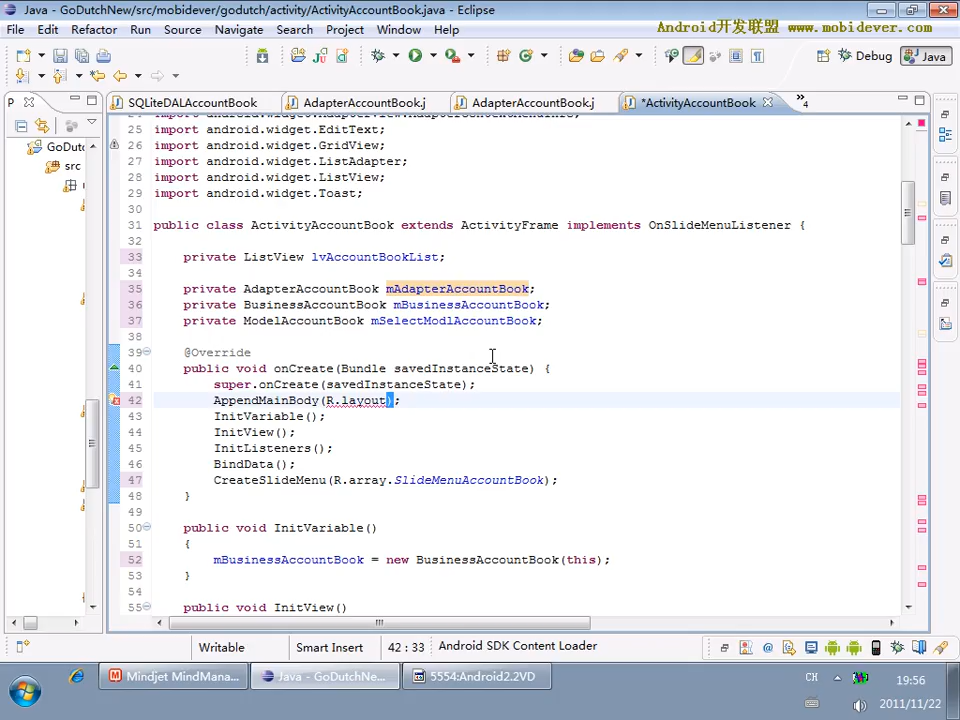 Java - GoDutchNew/src/mobidever/godutch/activity/ActivityAccountBook.java - Eclipse
File Edit Refactor Run Source Navigate Search Project Window Help
Android开发联盟 www.mobidever.com
Debug Java
P SQLiteDALAccountBook AdapterAccountBook.j AdapterAccountBook.j *ActivityAccountBook »4
GoDutc
src
25 import android.widget.EditText;
26 import android.widget.GridView;
27 import android.widget.ListAdapter;
28 import android.widget.ListView;
29 import android.widget.Toast;
30
31 public class ActivityAccountBook extends ActivityFrame implements OnSlideMenuListener {
32
33 private ListView lvAccountBookList;
34
35 private AdapterAccountBook mAdapterAccountBook;
36 private BusinessAccountBook mBusinessAccountBook;
37 private ModelAccountBook mSelectModlAccountBook;
38
39 @Override
40 public void onCreate(Bundle savedInstanceState) {
41 super.onCreate(savedInstanceState);
42 AppendMainBody(R.layout);
43 InitVariable();
44 InitView();
45 InitListeners();
46 BindData();
47 CreateSlideMenu(R.array.SlideMenuAccountBook);
48 }
49
50 public void InitVariable()
51 {
52 mBusinessAccountBook = new BusinessAccountBook(this);
53 }
54
55 public void InitView()
Writable Smart Insert 42 : 33 Android SDK Content Loader
Mindjet MindMana... Java - GoDutchNe... 5554:Android2.2VD CH 19:56
2011/11/22